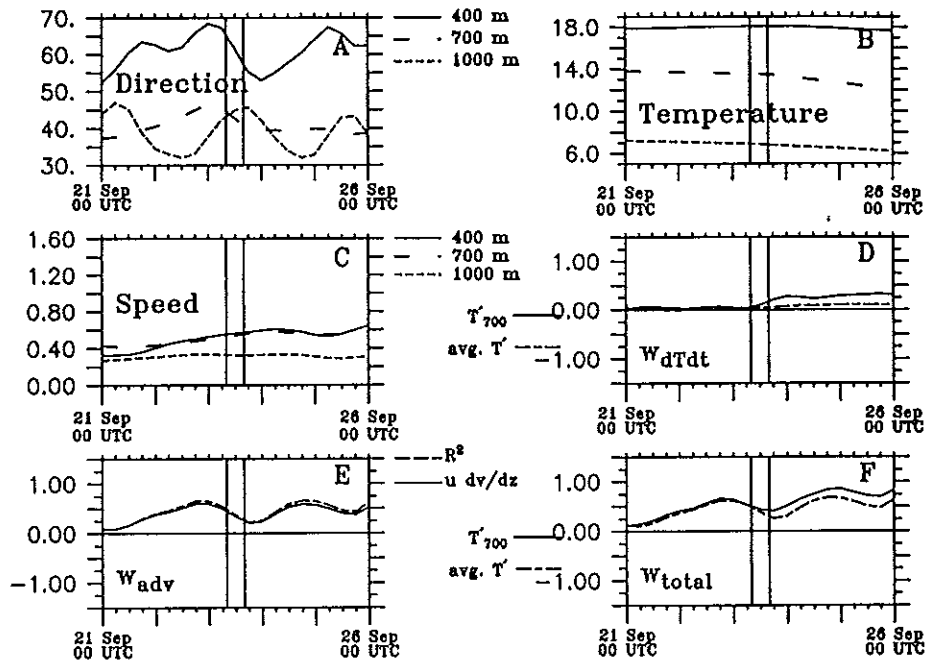 70.
60.
50.
40.
30.
A
Direction
21 Sep
00 UTC
26 Sep
00 UTC
400 m
700 m
1000 m
18.0
14.0
10.0
6.0
B
Temperature
21 Sep
00 UTC
26 Sep
00 UTC
1.60
1.20
0.80
0.40
0.00
C
Speed
21 Sep
00 UTC
26 Sep
00 UTC
400 m
700 m
1000 m
1.00
0.00
-1.00
D
W_dTdt
T'700
avg. T'
21 Sep
00 UTC
26 Sep
00 UTC
1.00
0.00
-1.00
E
W_adv
21 Sep
00 UTC
26 Sep
00 UTC
R²
u dv/dz
1.00
0.00
-1.00
F
W_total
T'700
avg. T'
21 Sep
00 UTC
26 Sep
00 UTC